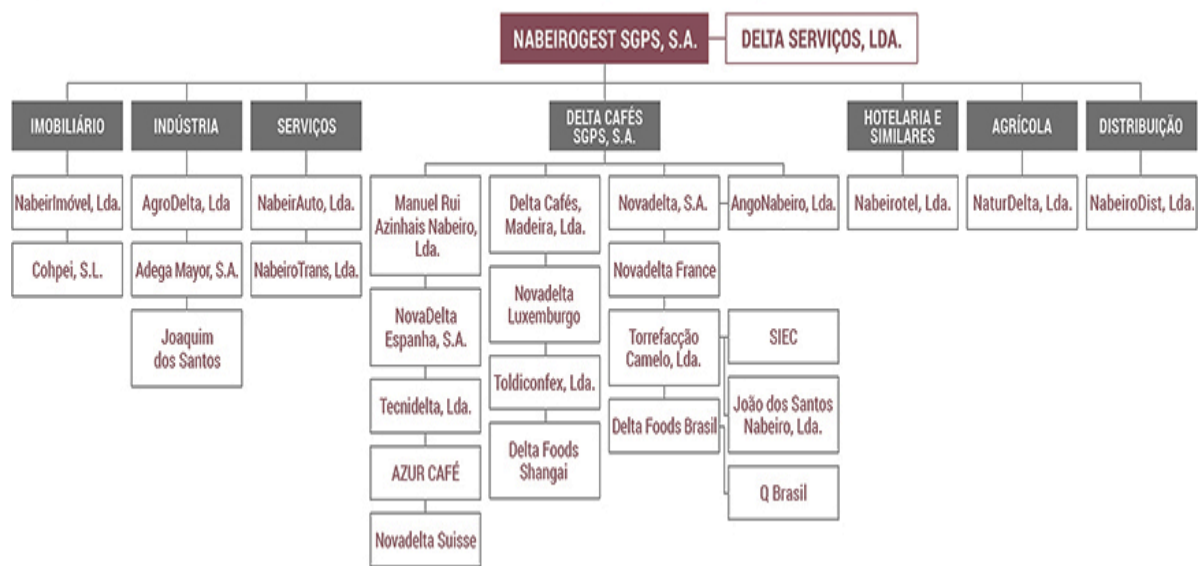 NABEIROGEST SGPS, S.A.
DELTA SERVIÇOS, LDA.
IMOBILIÁRIO
NabeirImóvel, Lda.
Cohpei, S.L.
INDÚSTRIA
AgroDelta, Lda
Adega Mayor, S.A.
Joaquim
dos Santos
SERVIÇOS
NabeirAuto, Lda.
NabeiroTrans, Lda.
DELTA CAFÉS
SGPS, S.A.
Manuel Rui
Azinhais Nabeiro,
Lda.
NovaDelta
Espanha, S.A.
Tecnidelta, Lda.
AZUR CAFÉ
Novadelta Suisse
Delta Cafés,
Madeira, Lda.
Novadelta
Luxemburgo
Toldiconfex, Lda.
Delta Foods
Shangai
Novadelta, S.A.
Novadelta France
Torrefacção
Camelo, Lda.
Delta Foods Brasil
AngoNabeiro, Lda.
SIEC
João dos Santos
Nabeiro, Lda.
Q Brasil
HOTELARIA E
SIMILARES
Nabeirotel, Lda.
AGRÍCOLA
NaturDelta, Lda.
DISTRIBUIÇÃO
NabeiroDist, Lda.